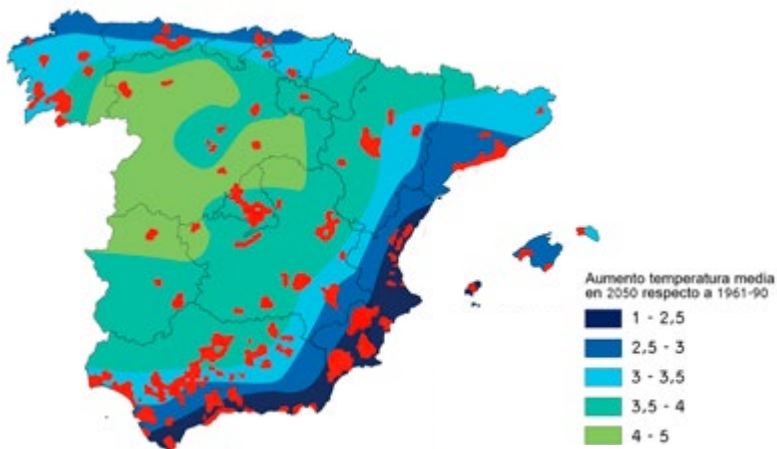 Aumento temperatura media
en 2050 respecto a 1961-90
1 - 2,5
2,5 - 3
3 - 3,5
3,5 - 4
4 - 5